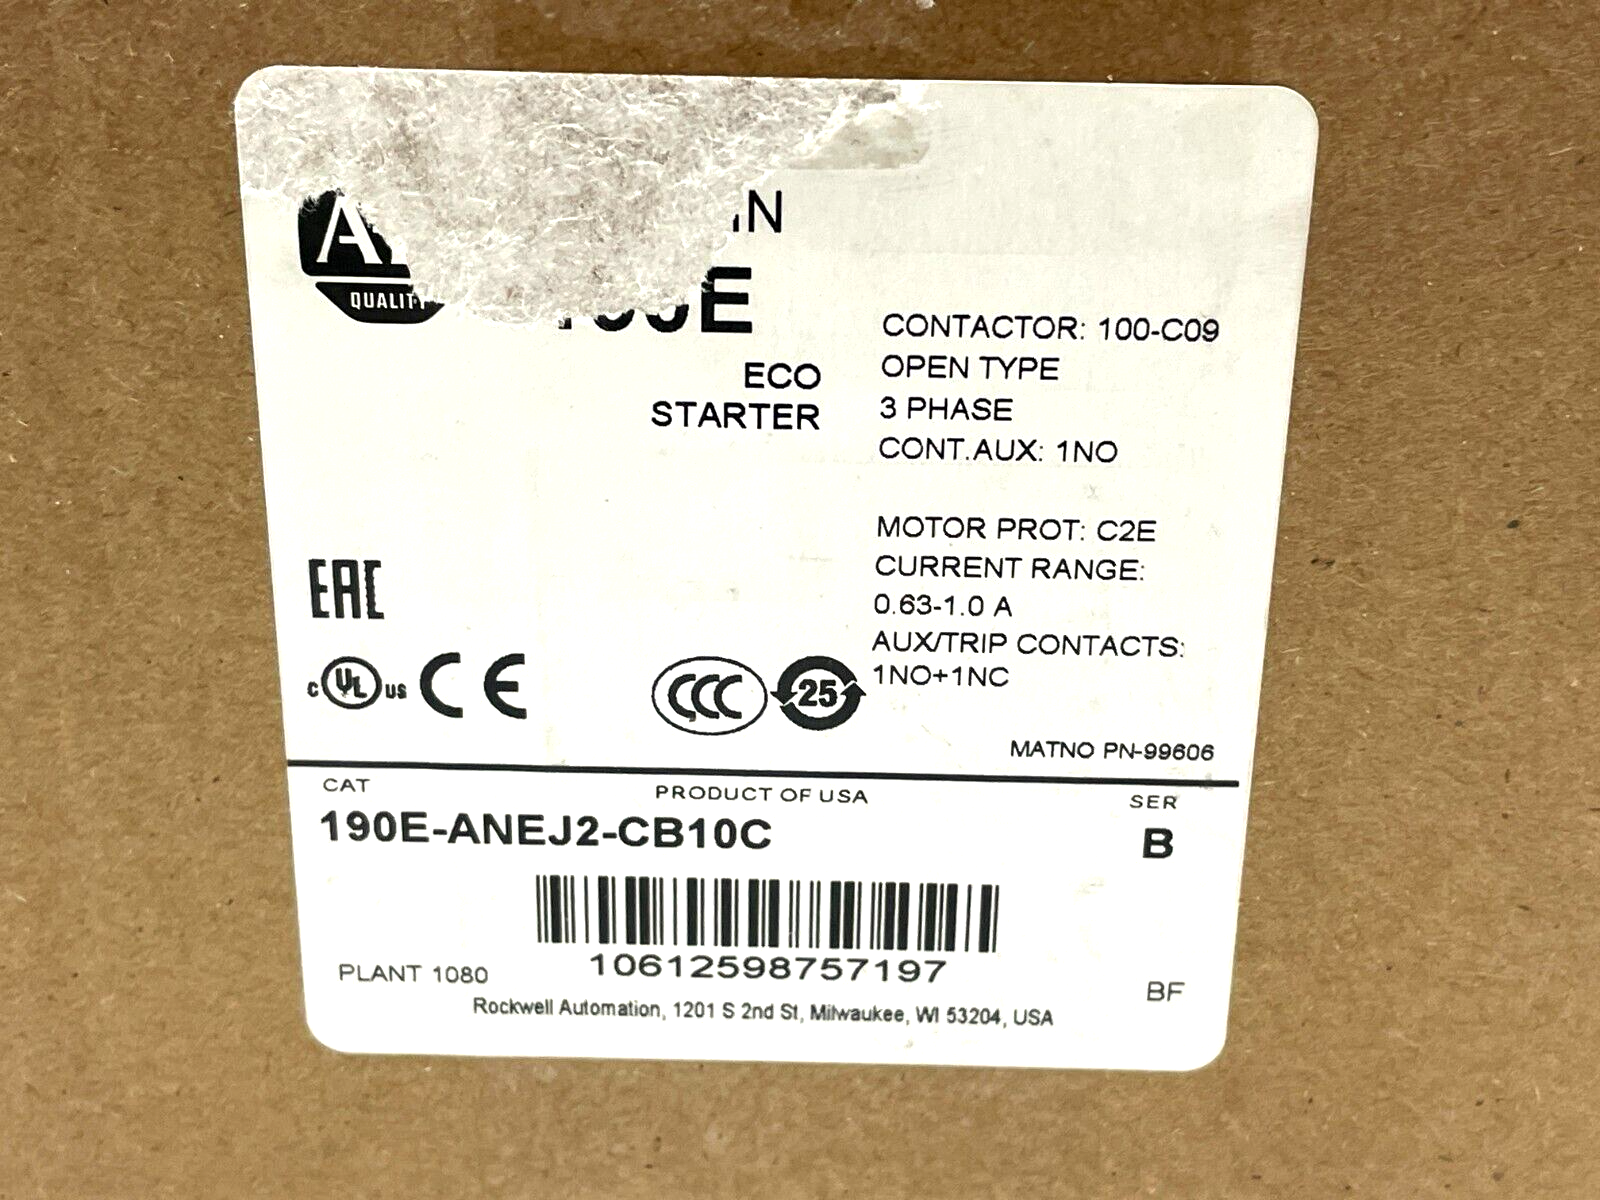 QUALITY
ECO
STARTER
CONTACTOR: 100-C09
OPEN TYPE
3 PHASE
CONT.AUX: 1NO
MOTOR PROT: C2E
CURRENT RANGE:
0.63-1.0 A
AUX/TRIP CONTACTS:
1NO+1NC
EAC
c UL us CE
CCC 25
MATNO PN-99606
CAT
PRODUCT OF USA
SER
190E-ANEJ2-CB10C
B
10612598757197
PLANT 1080
BF
Rockwell Automation, 1201 S 2nd St, Milwaukee, WI 53204, USA